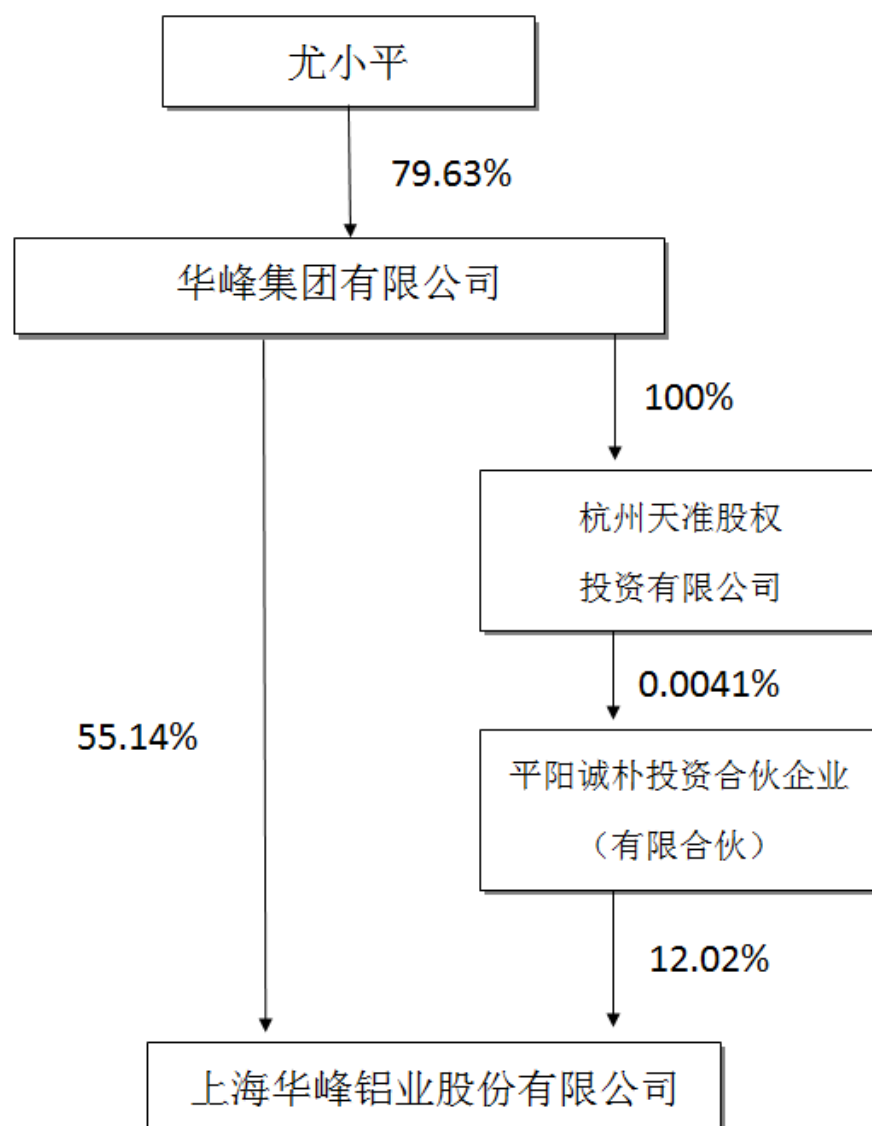 尤小平
79.63%
华峰集团有限公司
100%
杭州天准股权
投资有限公司
0.0041%
55.14%
平阳诚朴投资合伙企业
（有限合伙）
12.02%
上海华峰铝业股份有限公司